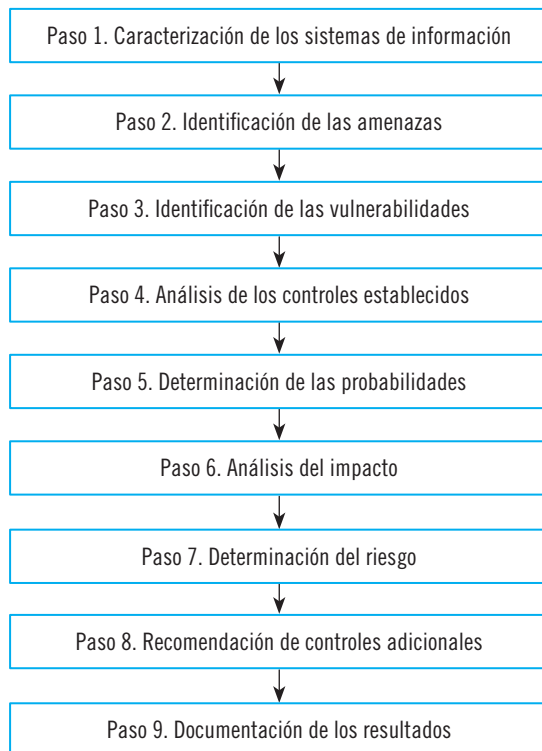 Paso 1. Caracterización de los sistemas de información
Paso 2. Identificación de las amenazas
Paso 3. Identificación de las vulnerabilidades
Paso 4. Análisis de los controles establecidos
Paso 5. Determinación de las probabilidades
Paso 6. Análisis del impacto
Paso 7. Determinación del riesgo
Paso 8. Recomendación de controles adicionales
Paso 9. Documentación de los resultados